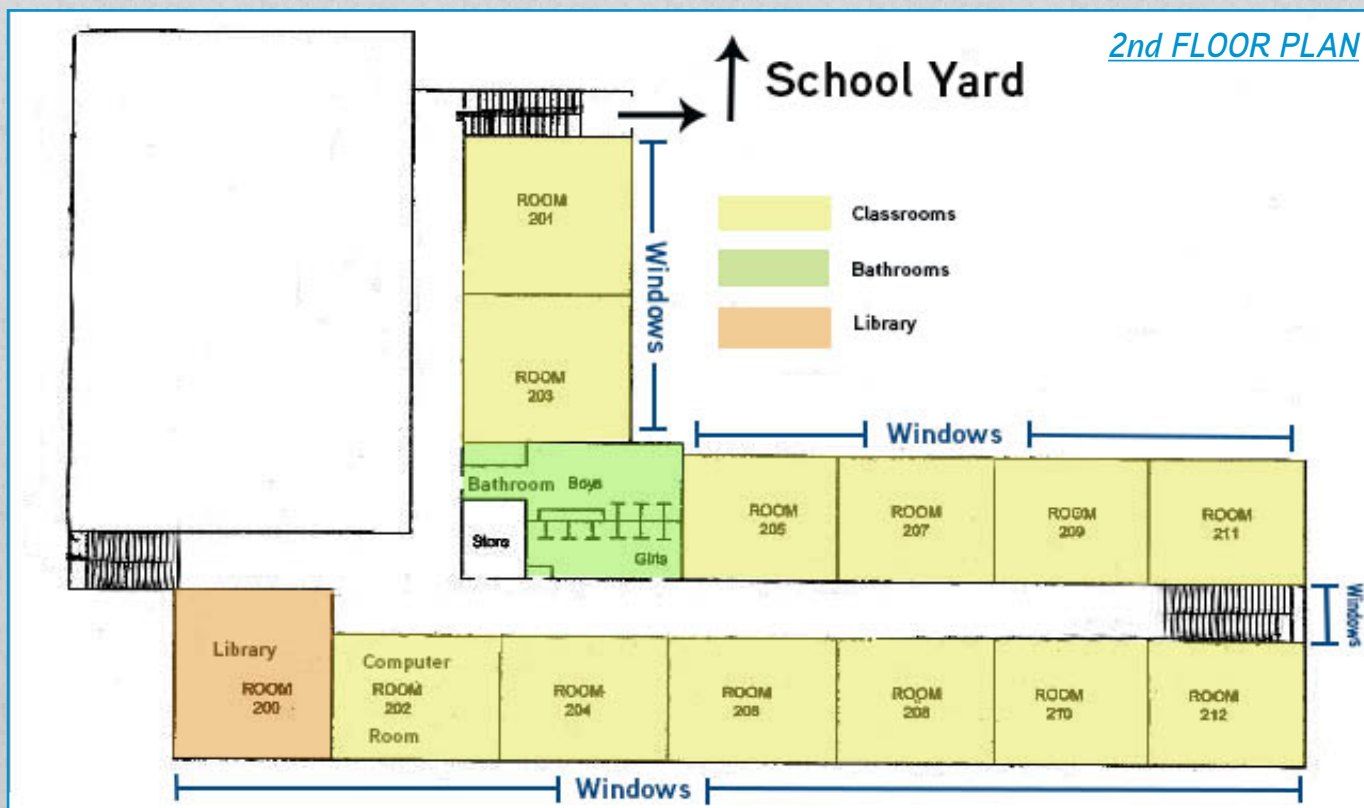 2nd FLOOR PLAN
School Yard
ROOM
201
Classrooms
Windows
Bathrooms
Library
ROOM
203
Windows
Bathroom Boys
Store
Girls
ROOM
205
ROOM
207
ROOM
209
ROOM
211
Windows
Library
ROOM
200
Computer
ROOM
202
Room
ROOM
204
ROOM
206
ROOM
208
ROOM
210
ROOM
212
Windows